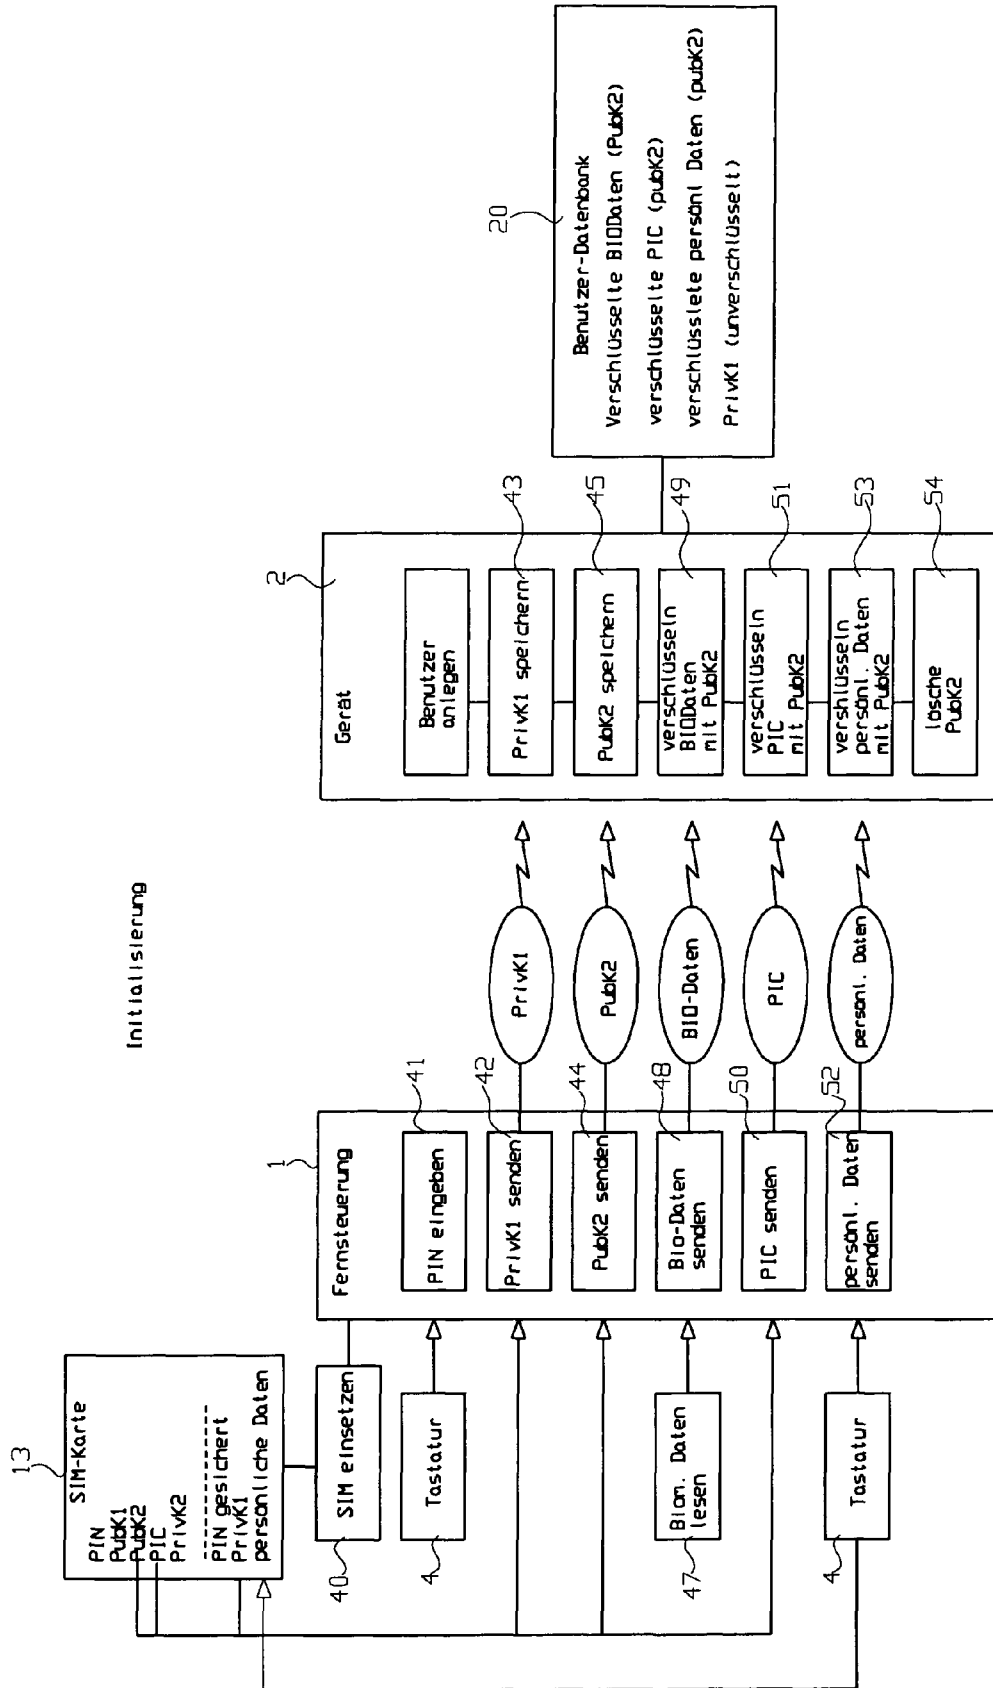 Initialisierung
13
SIM-Karte
PIN
PubK1
PubK2
PIC
PrivK2
PIN gesichert
PrivK1
persönliche Daten
40
SIM einsetzen
4
Tastatur
47
Biom. Daten
lesen
4
Tastatur
1
Fernsteuerung
41
PIN eingeben
42
PrivK1 senden
44
PubK2 senden
48
Bio-Daten
senden
50
PIC senden
52
persönl. Daten
senden
PrivK1
PubK2
BIO-Daten
PIC
persönl. Daten
2
Gerät
Benutzer
anlegen
43
PrivK1 speichern
45
PubK2 speichern
49
verschlüsseln
BIODaten
mit PubK2
51
verschlüsseln
PIC
mit PubK2
53
vershlüsseln
persönl. Daten
mit PubK2
54
lösche
PubK2
20
Benutzer-Datenbank
Verschlüsselte BIODaten (PubK2)
verschlüsselte PIC (pubK2)
verschlüsslete persönl Daten (pubK2)
PrivK1 (unverschlüsselt)